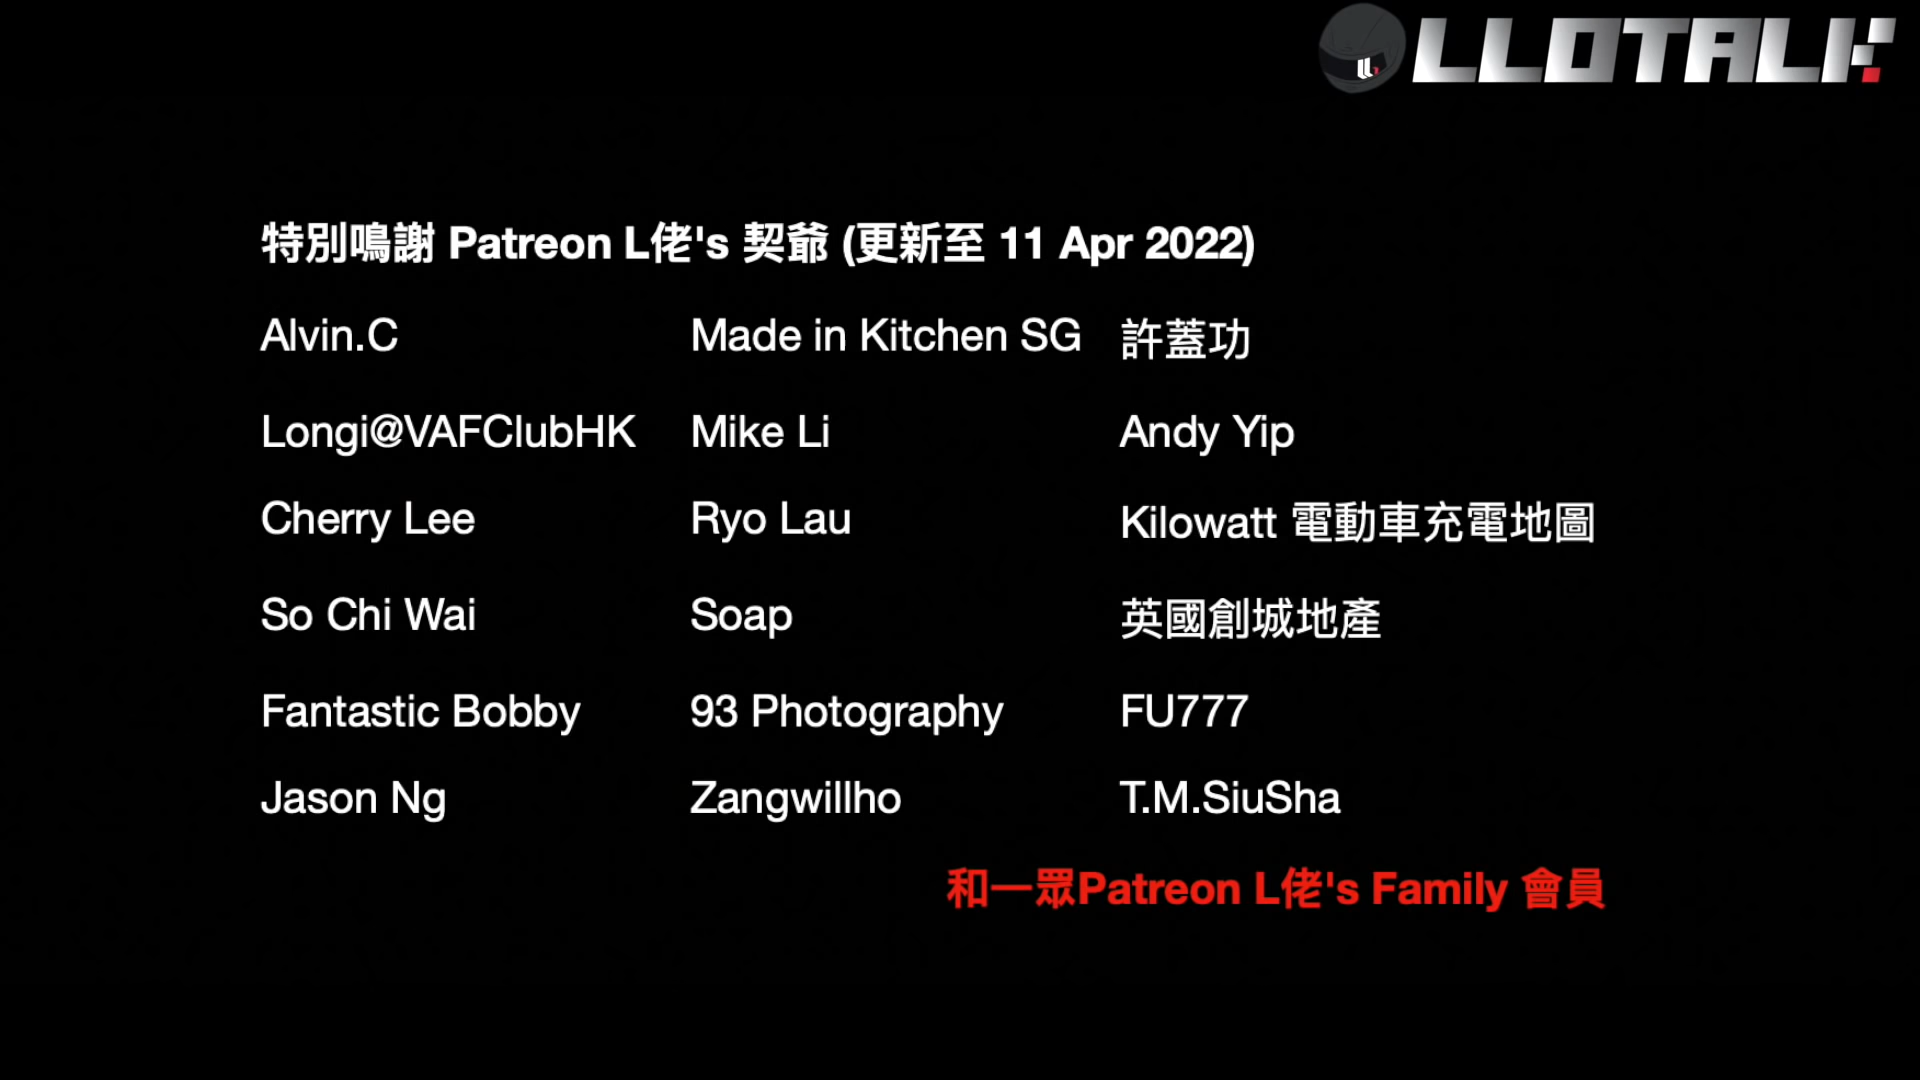 LLOTALK
特別鳴謝 Patreon L佬's 契爺 (更新至 11 Apr 2022)
Alvin.C Made in Kitchen SG 許蓋功
Longi@VAFClubHK Mike Li Andy Yip
Cherry Lee Ryo Lau Kilowatt 電動車充電地圖
So Chi Wai Soap 英國創城地產
Fantastic Bobby 93 Photography FU777
Jason Ng Zangwillho T.M.SiuSha
和一眾Patreon L佬's Family 會員